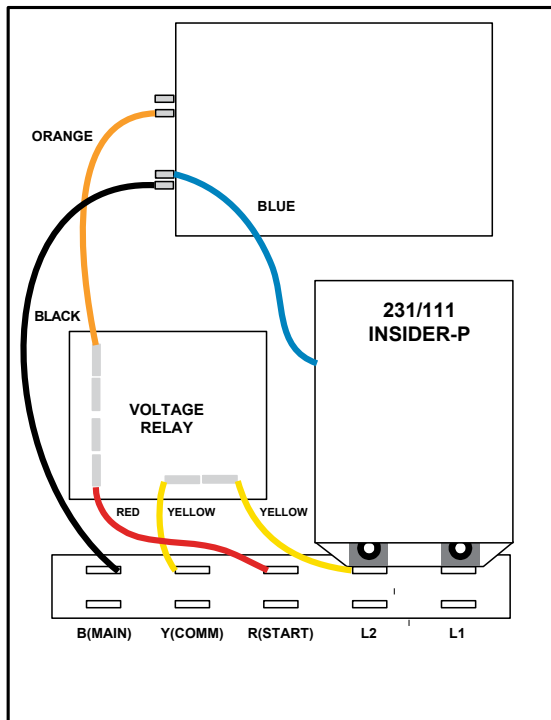 ORANGE
BLUE
231/111
INSIDER-P
BLACK
VOLTAGE
RELAY
RED YELLOW YELLOW
B(MAIN) Y(COMM) R(START) L2 L1